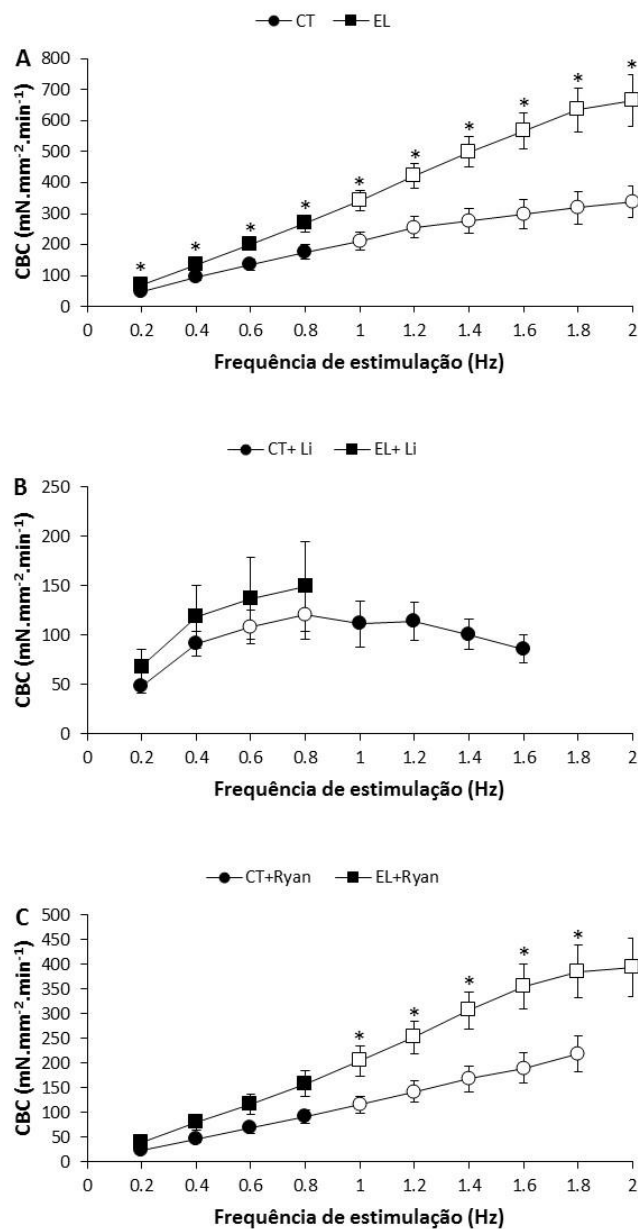 CT EL
A
800
700
600
500
400
300
200
100
0
CBC (mN.mm⁻².min⁻¹)
* * * * * * * * * *
0 0.2 0.4 0.6 0.8 1 1.2 1.4 1.6 1.8 2
Frequência de estimulação (Hz)
CT+ Li EL+ Li
B
250
200
150
100
50
0
CBC (mN.mm⁻².min⁻¹)
0 0.2 0.4 0.6 0.8 1 1.2 1.4 1.6 1.8 2
Frequência de estimulação (Hz)
CT+Ryan EL+Ryan
C
500
450
400
350
300
250
200
150
100
50
0
CBC (mN.mm⁻².min⁻¹)
* * * * *
0 0.2 0.4 0.6 0.8 1 1.2 1.4 1.6 1.8 2
Frequência de estimulação (Hz)